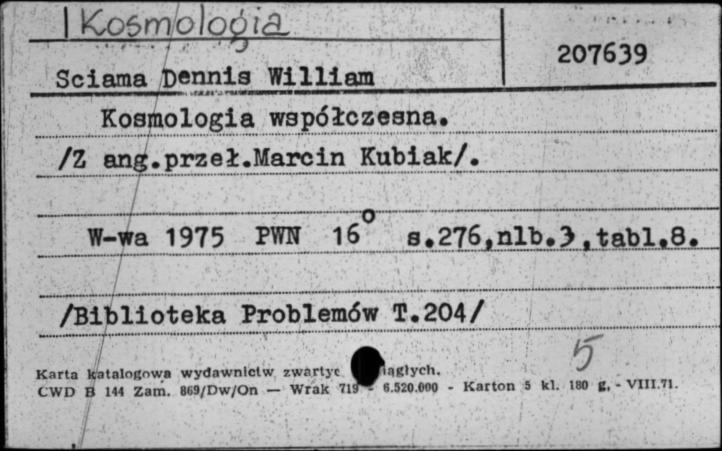 Kosmologia
207639
Sciama Dennis William
Kosmologia współczesna.
/Z ang.przeł.Marcin Kubiak/.
W-wa 1975 PWN 16° s.276,nlb.3,tabl.8.
/Biblioteka Problemów T.204/
5
Karta katalogowa wydawnictw zwartyc iągłych.
CWD B 144 Zam. 869/Dw/On — Wrak 719 - 6.520.000 - Karton 5 kl. 180 g. - VIII.71.